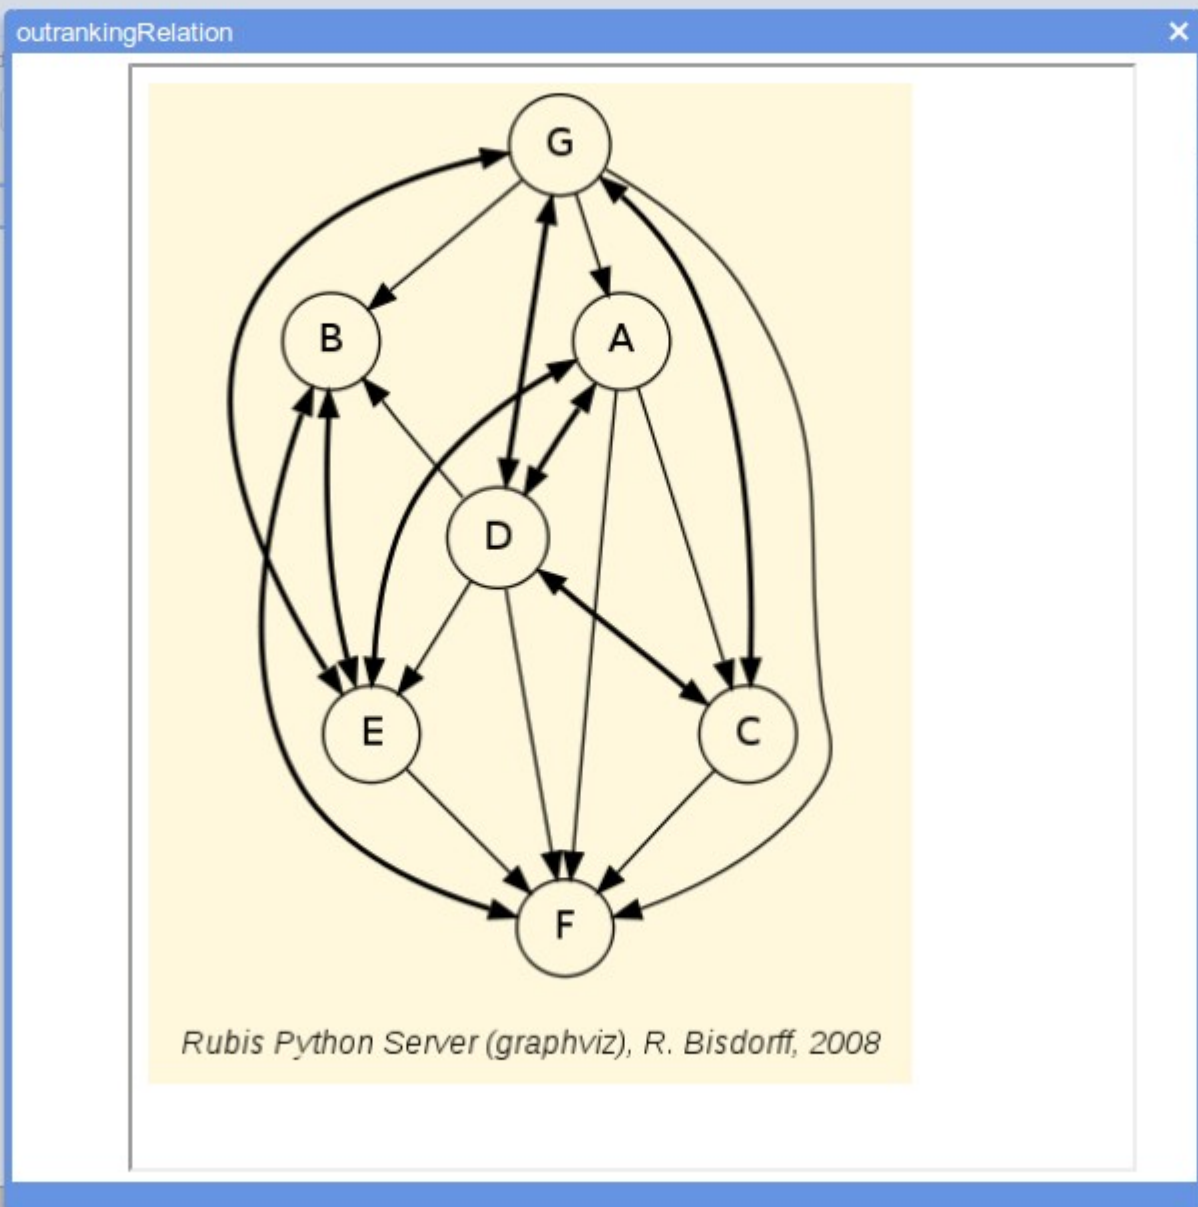 outrankingRelation
G
B
A
D
E
C
F
Rubis Python Server (graphviz), R. Bisdorff, 2008